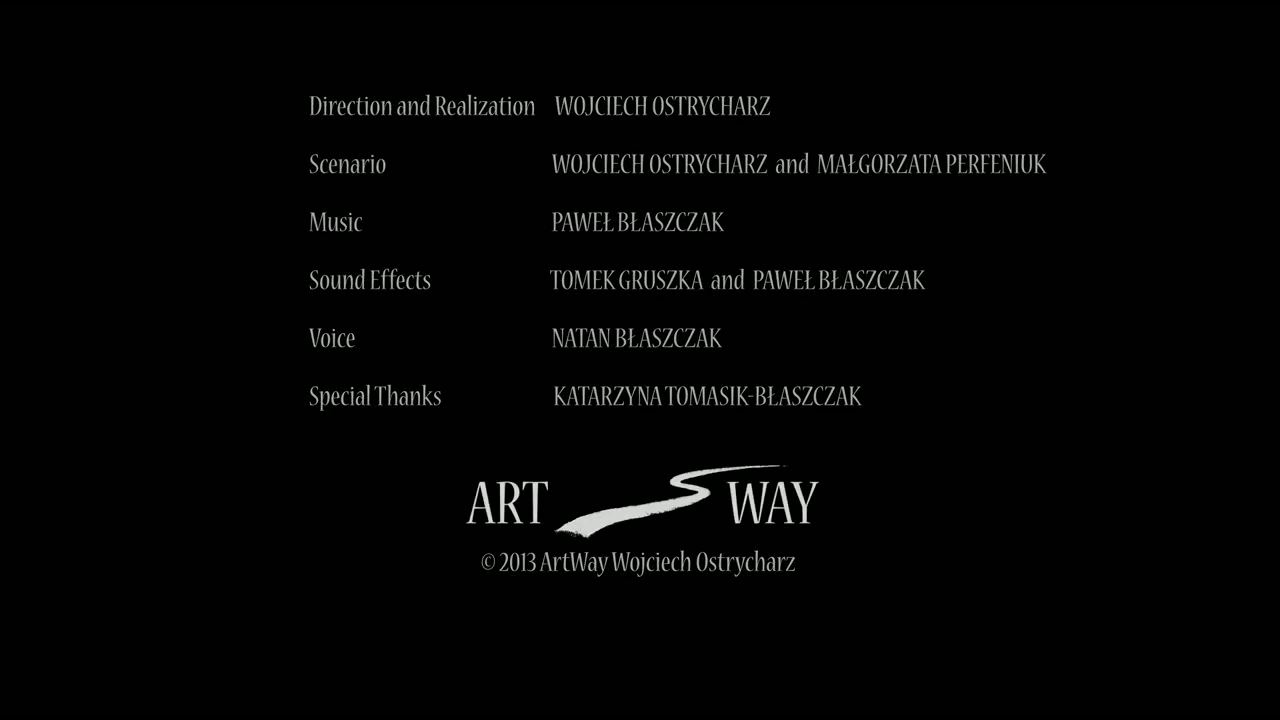 Direction and Realization WOJCIECH OSTRYCHARZ
Scenario WOJCIECH OSTRYCHARZ and MAŁGORZATA PERFENIUK
Music PAWEŁ BŁASZCZAK
Sound Effects TOMEK GRUSZKA and PAWEŁ BŁASZCZAK
Voice NATAN BŁASZCZAK
Special Thanks KATARZYNA TOMASIK-BŁASZCZAK
ART WAY
© 2013 ArtWay Wojciech Ostrycharz